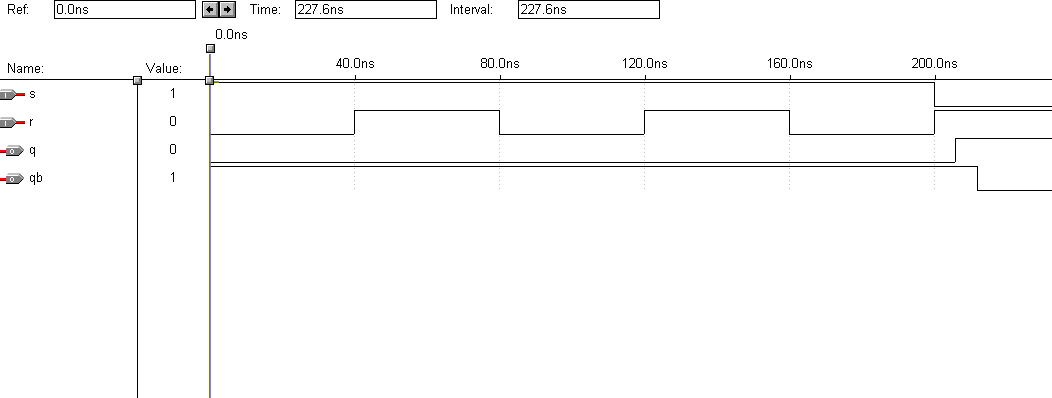 Ref: 0.0ns Time: 227.6ns Interval: 227.6ns
0.0ns
Name: Value: 40.0ns 80.0ns 120.0ns 160.0ns 200.0ns
s 1
r 0
q 0
qb 1